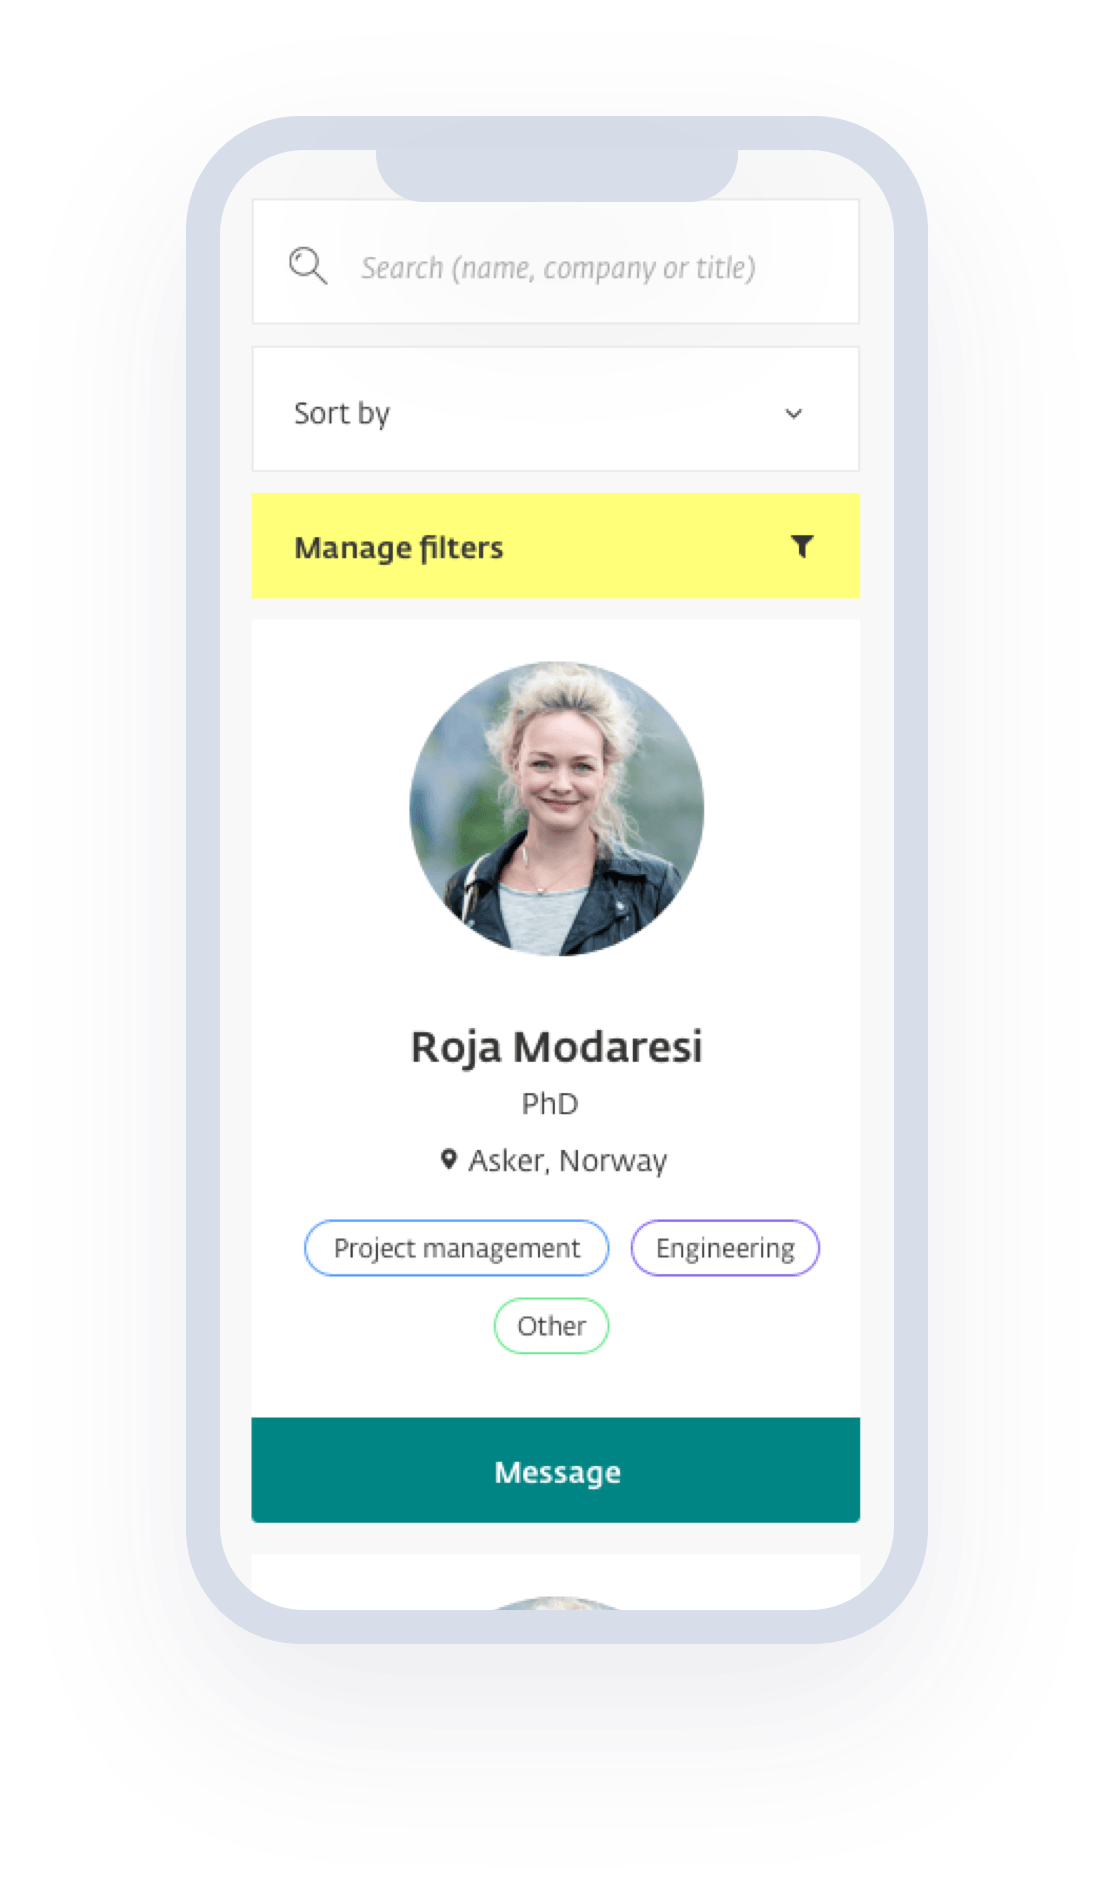 Search (name, company or title)
Sort by
Manage filters
Roja Modaresi
PhD
Asker, Norway
Project management
Engineering
Other
Message